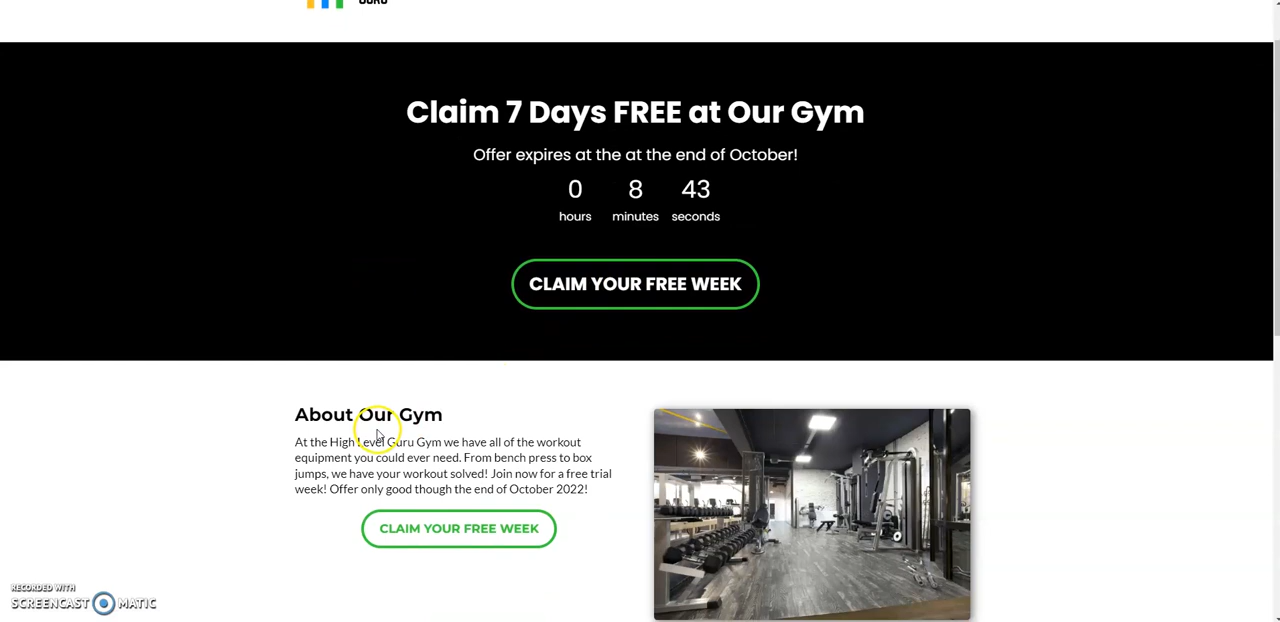 GURU
Claim 7 Days FREE at Our Gym
Offer expires at the at the end of October!
0 8 43
hours minutes seconds
CLAIM YOUR FREE WEEK
About Our Gym
At the High Level Guru Gym we have all of the workout
equipment you could ever need. From bench press to box
jumps, we have your workout solved! Join now for a free trial
week! Offer only good though the end of October 2022!
CLAIM YOUR FREE WEEK
RECORDED WITH
SCREENCAST MATIC